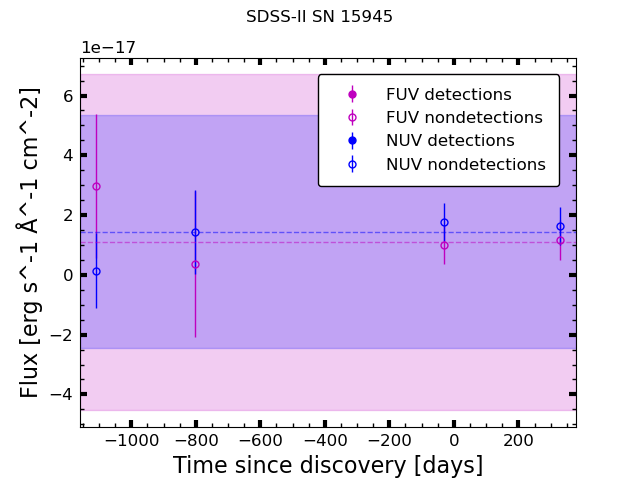 SDSS-II SN 15945
1e−17
FUV detections
FUV nondetections
NUV detections
NUV nondetections
6
4
2
0
−2
−4
Flux [erg s^-1 Å^-1 cm^-2]
−1000 −800 −600 −400 −200 0 200
Time since discovery [days]